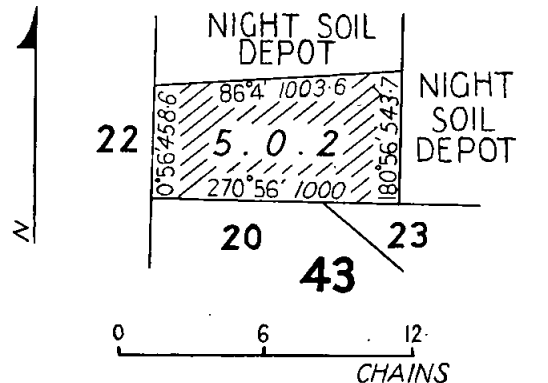 NIGHT SOIL
DEPOT
86°4' 1003·6
NIGHT
SOIL
DEPOT
22
0°56' 458·6
5.0.2
180°56' 543·7
270°56' 1000
N
20
23
43
0 6 12
CHAINS